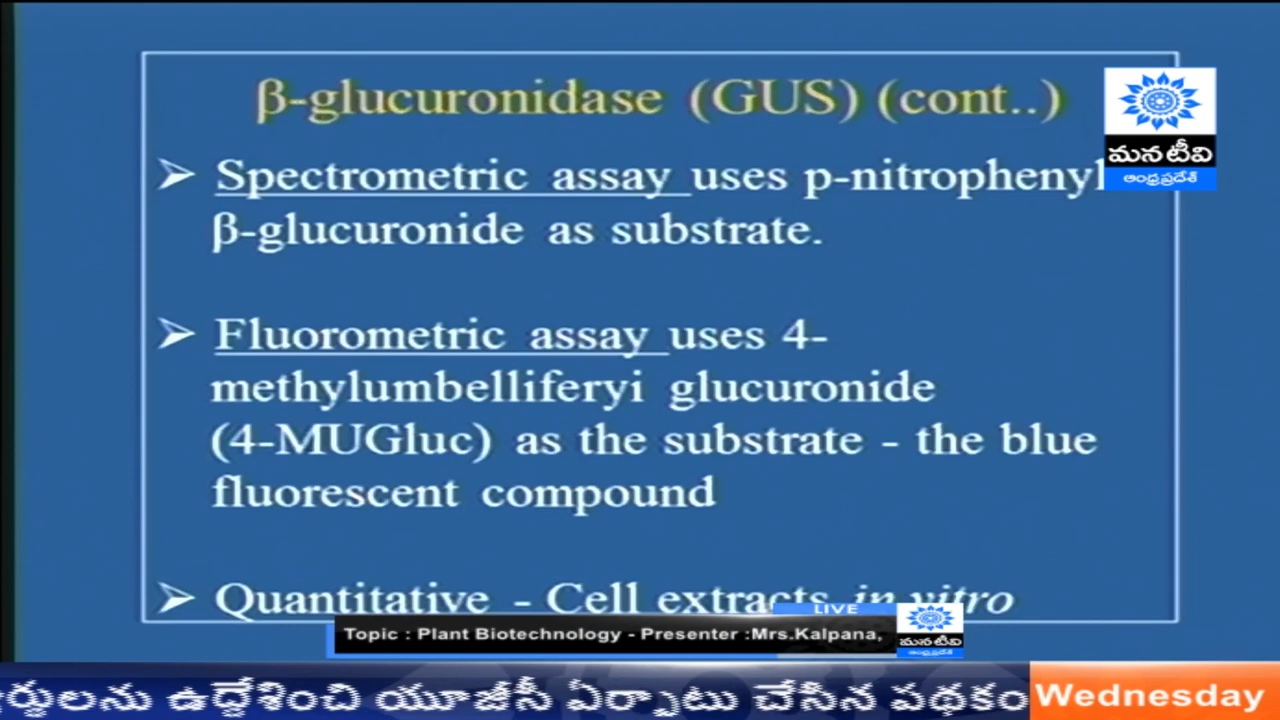 β-glucuronidase (GUS) (cont..)
➢ Spectrometric assay uses p-nitrophenyl
β-glucuronide as substrate.
➢ Fluorometric assay uses 4-
methylumbelliferyi glucuronide
(4-MUGluc) as the substrate - the blue
fluorescent compound
➢ Quantitative - Cell extracts in vitro
మన టీవి
ఆంధ్రప్రదేశ్
LIVE
Topic : Plant Biotechnology - Presenter :Mrs.Kalpana,
మన టీవి
ఆంధ్రప్రదేశ్
ఉద్దేశించి యూజీసీ ఏర్పాటు చేసిన పథకం
Wednesday